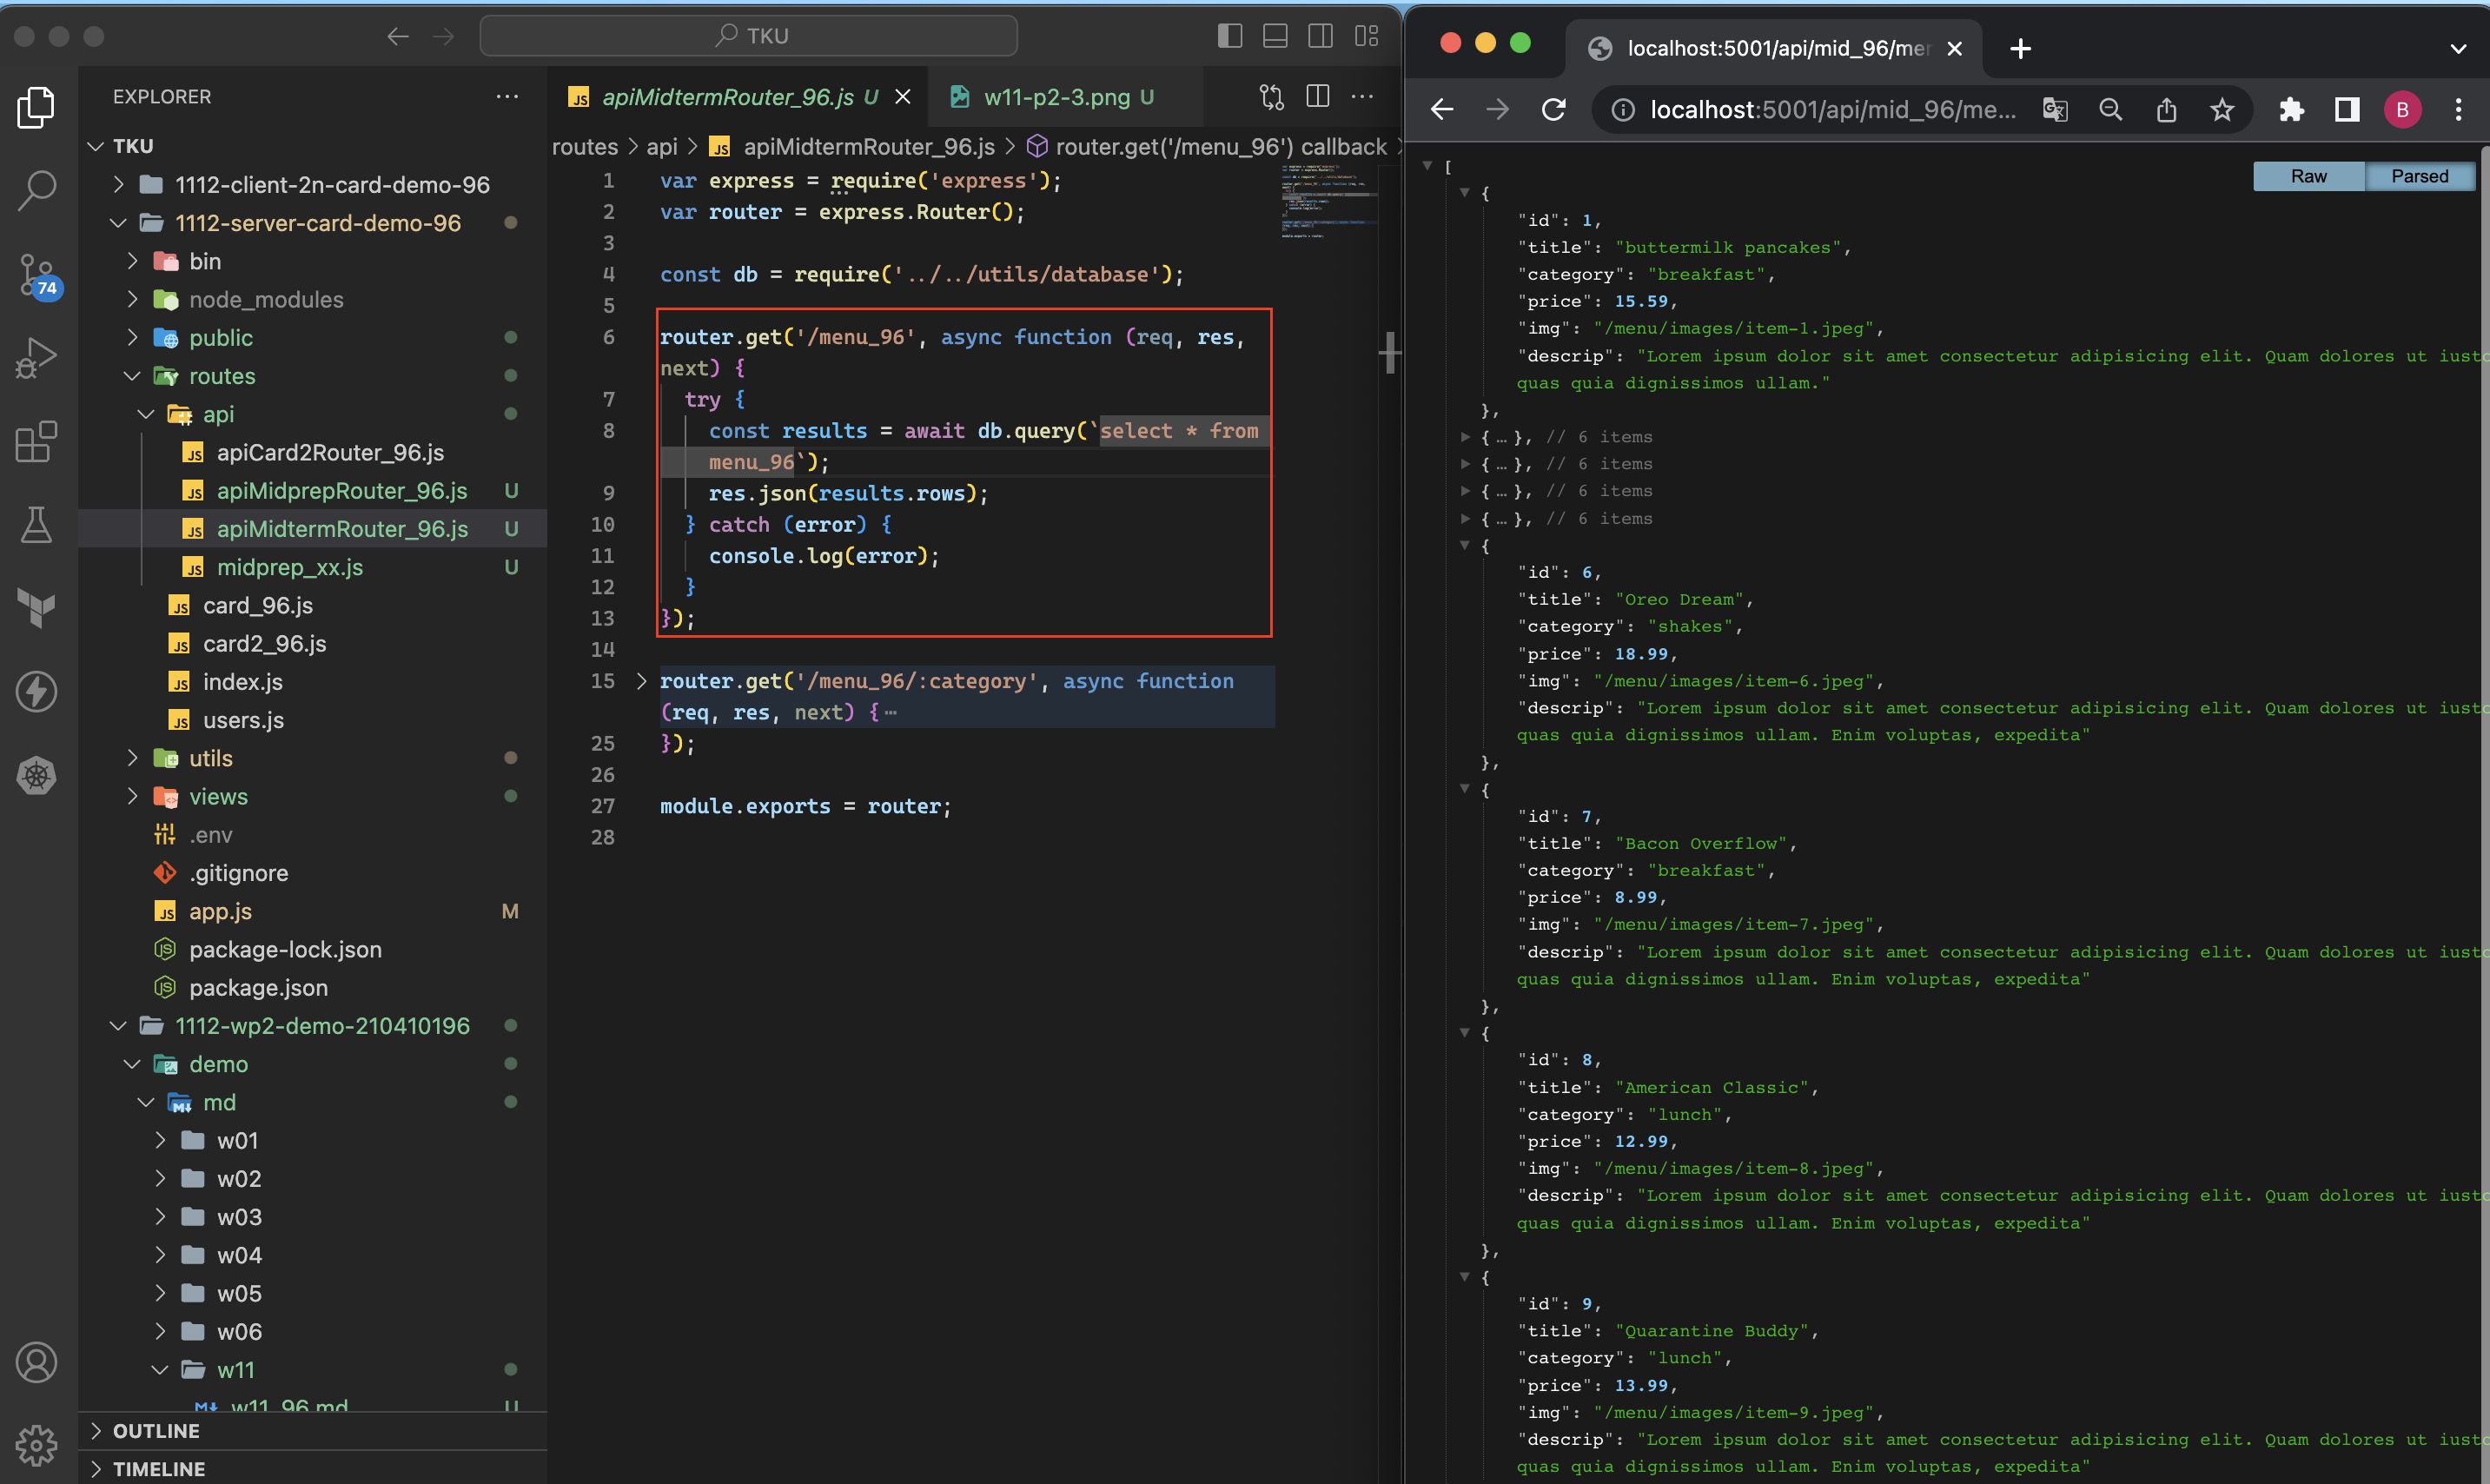 TKU
EXPLORER
TKU
1112-client-2n-card-demo-96
1112-server-card-demo-96
bin
node_modules
public
routes
api
apiCard2Router_96.js
apiMidprepRouter_96.js U
apiMidtermRouter_96.js U
midprep_xx.js U
card_96.js
card2_96.js
index.js
users.js
utils
views
.env
.gitignore
app.js M
package-lock.json
package.json
1112-wp2-demo-210410196
demo
md
w01
w02
w03
w04
w05
w06
w11
w11_96.md U
OUTLINE
TIMELINE
74
apiMidtermRouter_96.js U
w11-p2-3.png U
routes > api > JS apiMidtermRouter_96.js > router.get('/menu_96') callback
1 var express = require('express');
2 var router = express.Router();
3
4 const db = require('../../utils/database');
5
6 router.get('/menu_96', async function (req, res,
next) {
7 try {
8 const results = await db.query(`select * from
menu_96`);
9 res.json(results.rows);
10 } catch (error) {
11 console.log(error);
12 }
13 });
14
15 router.get('/menu_96/:category', async function
(req, res, next) {⋯
25 });
26
27 module.exports = router;
28
localhost:5001/api/mid_96/me
localhost:5001/api/mid_96/me...
B
Raw Parsed
[
{
"id": 1,
"title": "buttermilk pancakes",
"category": "breakfast",
"price": 15.59,
"img": "/menu/images/item-1.jpeg",
"descrip": "Lorem ipsum dolor sit amet consectetur adipisicing elit. Quam dolores ut iusto
quas quia dignissimos ullam."
},
{…}, // 6 items
{…}, // 6 items
{…}, // 6 items
{…}, // 6 items
{
"id": 6,
"title": "Oreo Dream",
"category": "shakes",
"price": 18.99,
"img": "/menu/images/item-6.jpeg",
"descrip": "Lorem ipsum dolor sit amet consectetur adipisicing elit. Quam dolores ut iusto
quas quia dignissimos ullam. Enim voluptas, expedita"
},
{
"id": 7,
"title": "Bacon Overflow",
"category": "breakfast",
"price": 8.99,
"img": "/menu/images/item-7.jpeg",
"descrip": "Lorem ipsum dolor sit amet consectetur adipisicing elit. Quam dolores ut iusto
quas quia dignissimos ullam. Enim voluptas, expedita"
},
{
"id": 8,
"title": "American Classic",
"category": "lunch",
"price": 12.99,
"img": "/menu/images/item-8.jpeg",
"descrip": "Lorem ipsum dolor sit amet consectetur adipisicing elit. Quam dolores ut iusto
quas quia dignissimos ullam. Enim voluptas, expedita"
},
{
"id": 9,
"title": "Quarantine Buddy",
"category": "lunch",
"price": 13.99,
"img": "/menu/images/item-9.jpeg",
"descrip": "Lorem ipsum dolor sit amet consectetur adipisicing elit. Quam dolores ut iusto
quas quia dignissimos ullam. Enim voluptas, expedita"